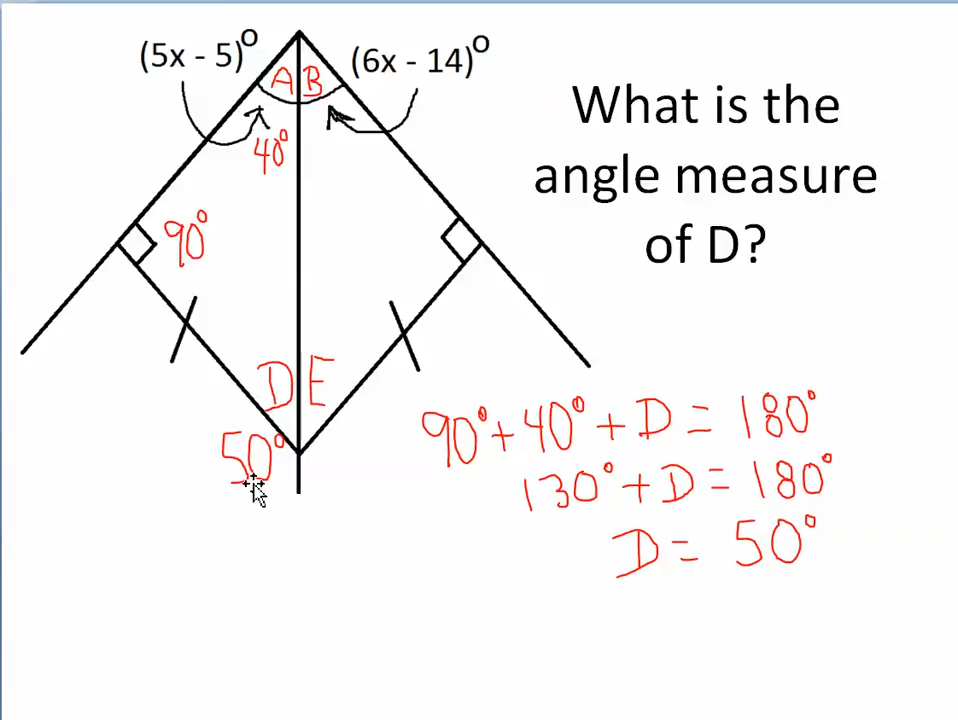 (5x - 5)°
(6x - 14)°
A B
40°
90°
D E
50°
What is the
angle measure
of D?
90° + 40° + D = 180°
130° + D = 180°
D = 50°